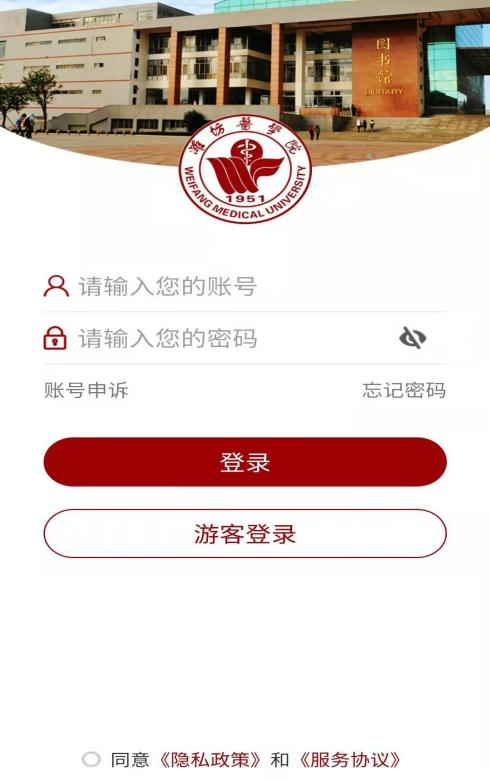 图书馆
LIBRARY
潍坊醫學院
1951
WEIFANG MEDICAL UNIVERSITY
请输入您的账号
请输入您的密码
账号申诉 忘记密码
登录
游客登录
同意《隐私政策》和《服务协议》